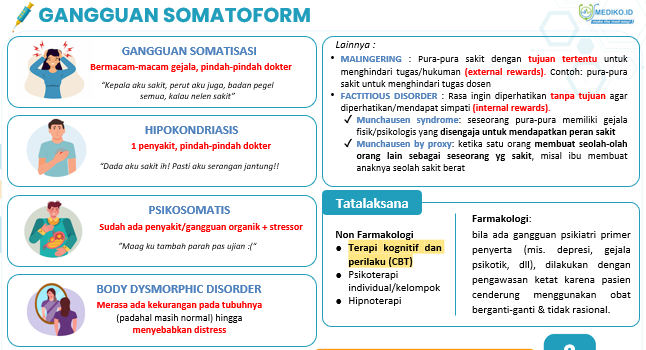 GANGGUAN SOMATOFORM
MEDIKO.ID
GANGGUAN SOMATISASI
Bermacam-macam gejala, pindah-pindah dokter
“Kepala aku sakit, perut aku juga, badan pegel
semua, kalau nelen sakit”
HIPOKONDRIASIS
1 penyakit, pindah-pindah dokter
“Dada aku sakit ih! Pasti aku serangan jantung!!
PSIKOSOMATIS
Sudah ada penyakit/gangguan organik + stressor
“Maag ku tambah parah pas ujian :(”
BODY DYSMORPHIC DISORDER
Merasa ada kekurangan pada tubuhnya
(padahal masih normal) hingga
menyebabkan distress
Lainnya :
• MALINGERING : Pura-pura sakit dengan tujuan tertentu untuk
menghindari tugas/hukuman (external rewards). Contoh: pura-pura
sakit untuk menghindari tugas dosen
• FACTITIOUS DISORDER : Rasa ingin diperhatikan tanpa tujuan agar
diperhatikan/mendapat simpati (internal rewards).
✓ Munchausen syndrome: seseorang pura-pura memiliki gejala
fisik/psikologis yang disengaja untuk mendapatkan peran sakit
✓ Munchausen by proxy: ketika satu orang membuat seolah-olah
orang lain sebagai seseorang yg sakit, misal ibu membuat
anaknya seolah sakit berat
Tatalaksana
Non Farmakologi
● Terapi kognitif dan
perilaku (CBT)
● Psikoterapi
individual/kelompok
● Hipnoterapi
Farmakologi:
bila ada gangguan psikiatri primer
penyerta (mis. depresi, gejala
psikotik, dll), dilakukan dengan
pengawasan ketat karena pasien
cenderung menggunakan obat
berganti-ganti & tidak rasional.